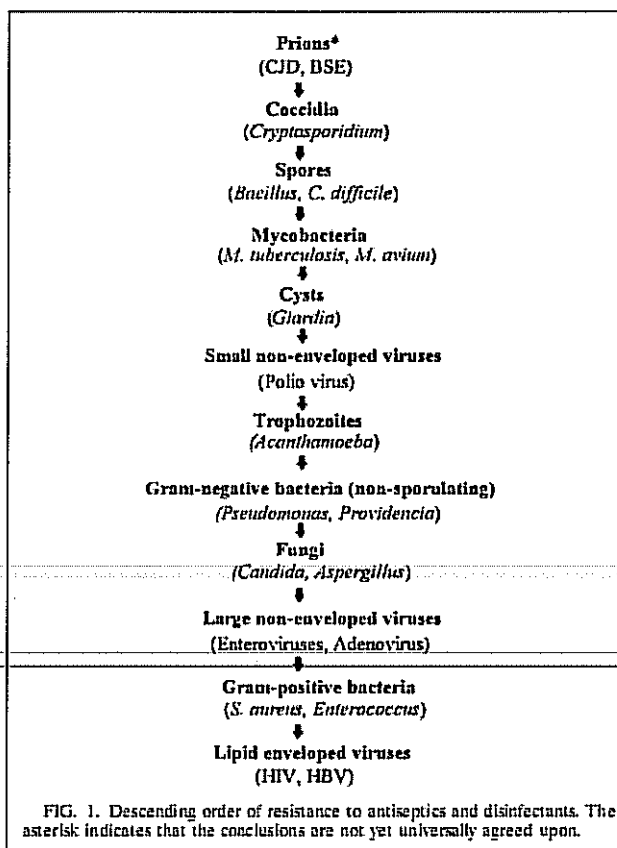 Prions*
(CJD, BSE)
Coccidia
(Cryptosporidium)
Spores
(Bacillus, C. difficile)
Mycobacteria
(M. tuberculosis, M. avium)
Cysts
(Giardia)
Small non-enveloped viruses
(Polio virus)
Trophozoites
(Acanthamoeba)
Gram-negative bacteria (non-sporulating)
(Pseudomonas, Providencia)
Fungi
(Candida, Aspergillus)
Large non-enveloped viruses
(Enteroviruses, Adenovirus)
Gram-positive bacteria
(S. aureus, Enterococcus)
Lipid enveloped viruses
(HIV, HBV)
FIG. 1. Descending order of resistance to antiseptics and disinfectants. The
asterisk indicates that the conclusions are not yet universally agreed upon.